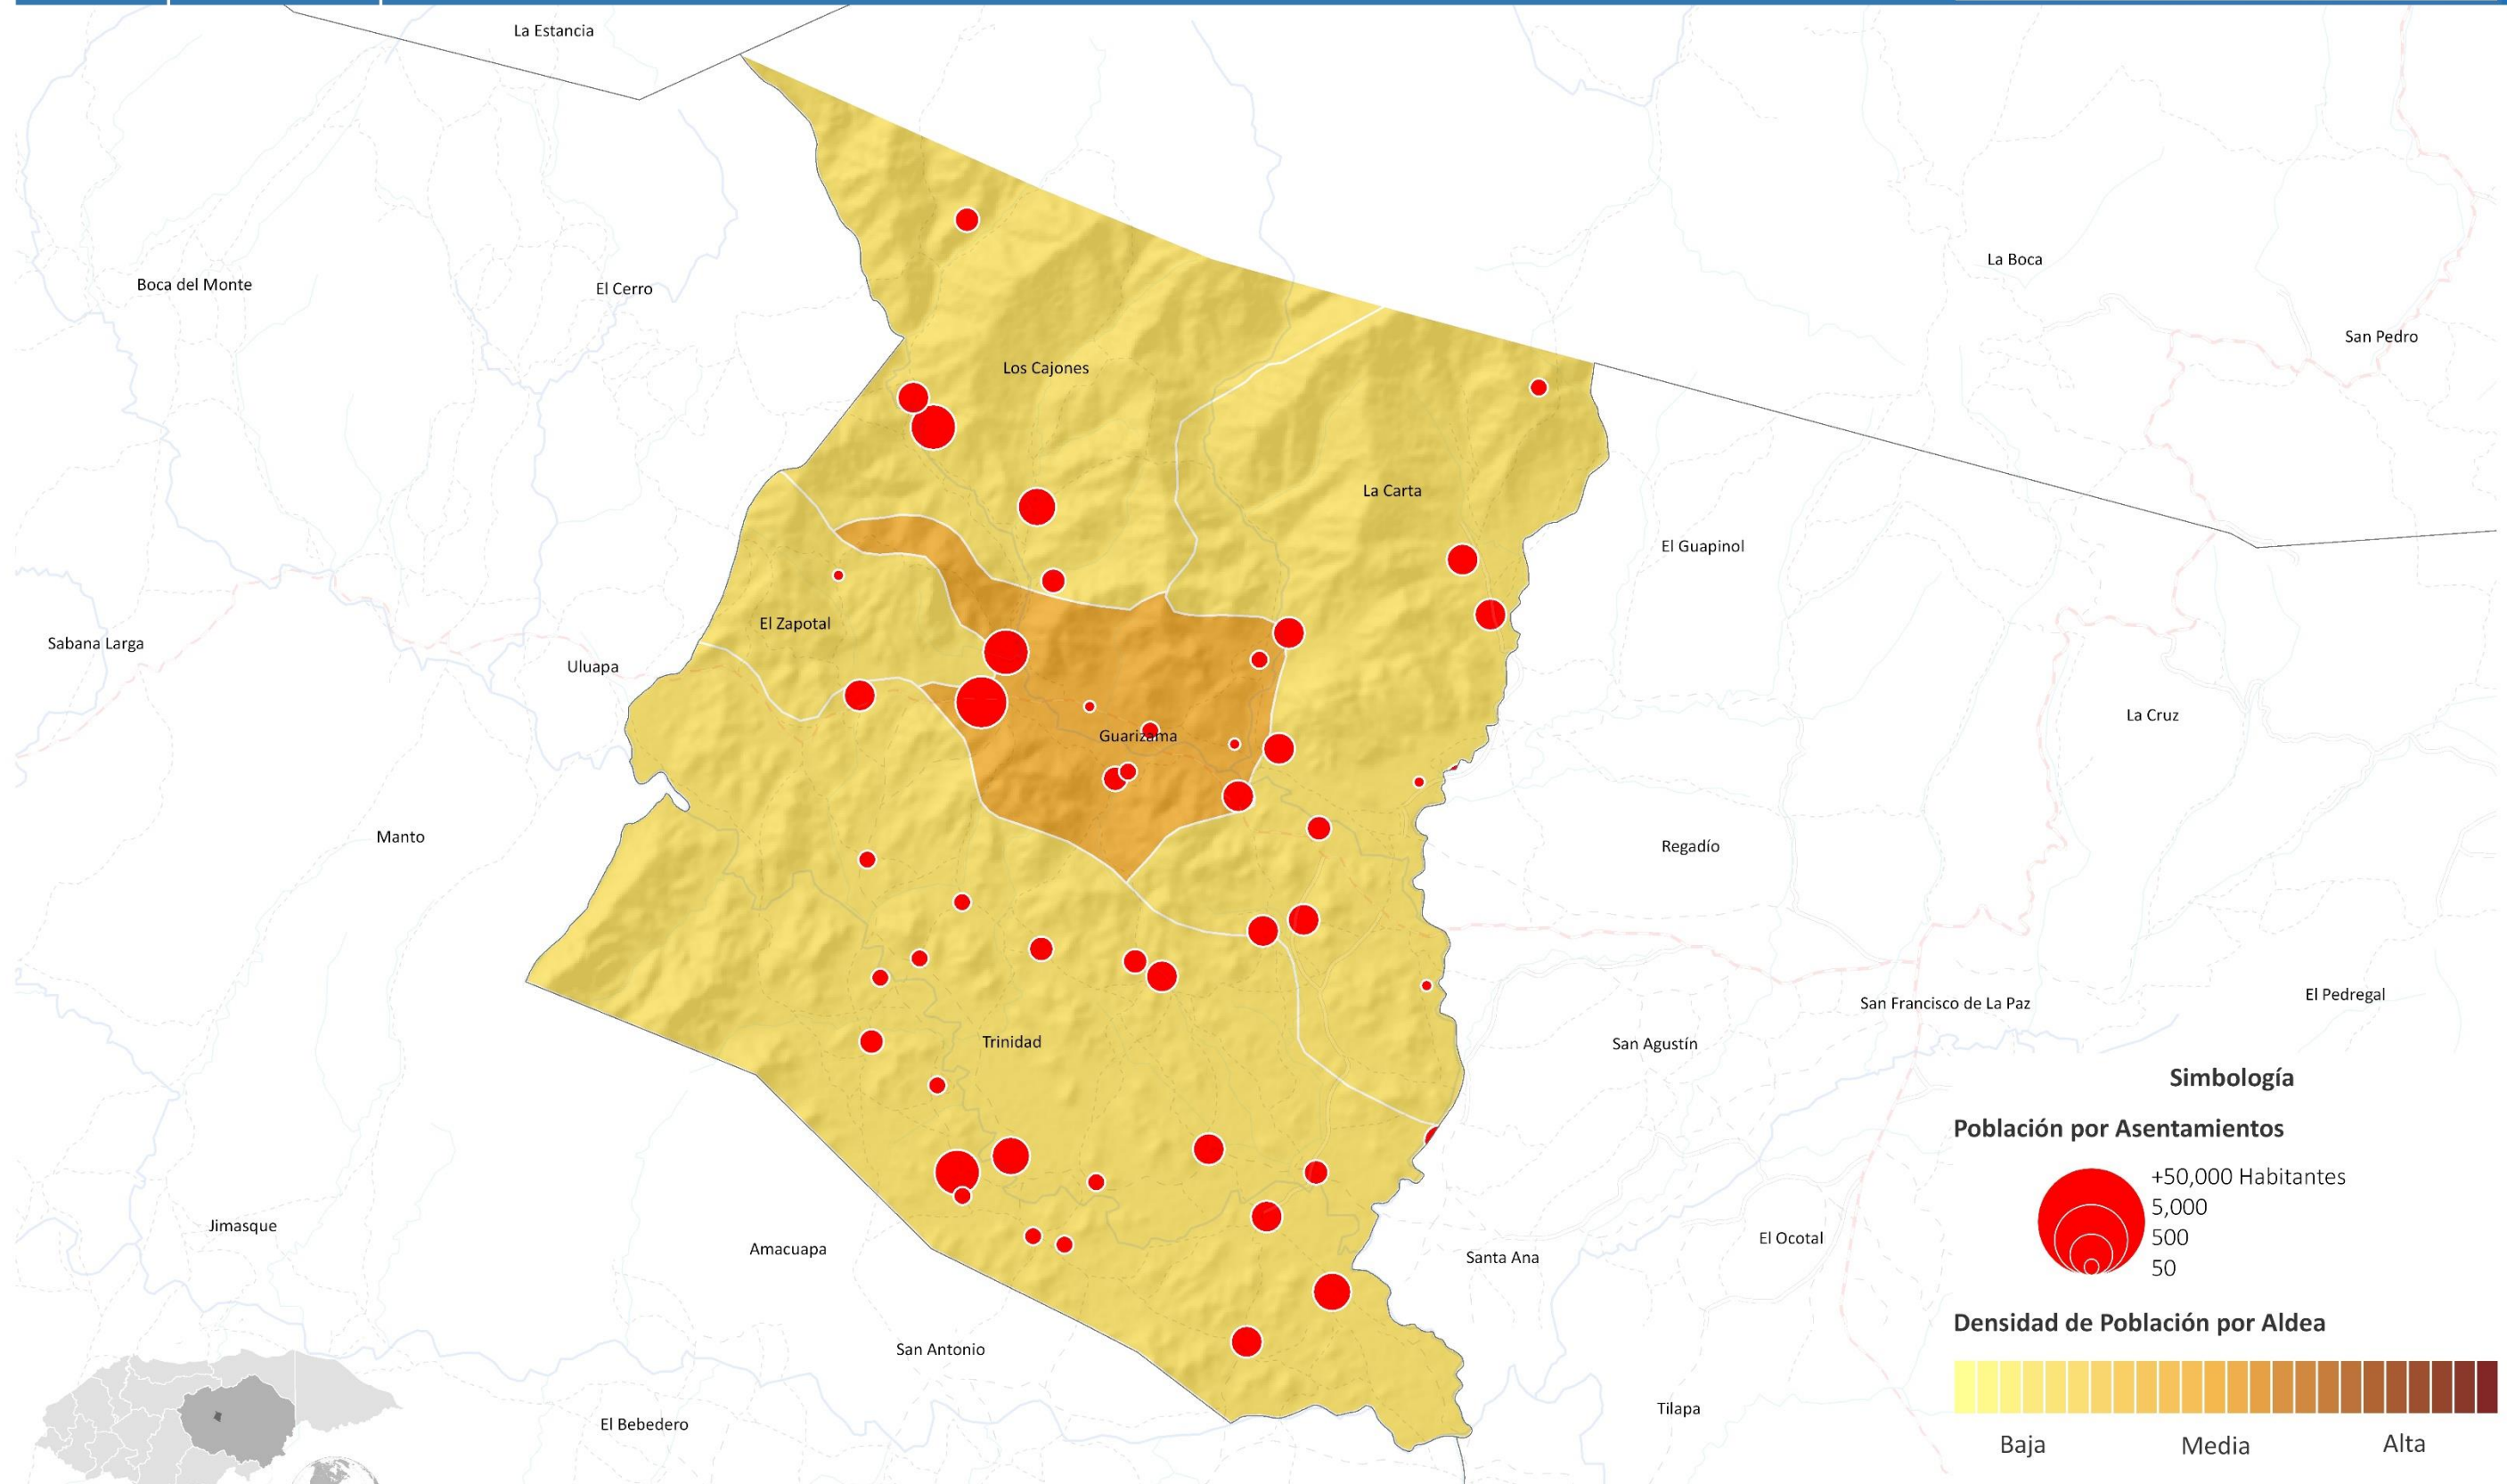 La Estancia
La Boca
Boca del Monte
El Cerro
San Pedro
Los Cajones
La Carta
El Guapinol
El Zapotal
Sabana Larga
Uluapa
La Cruz
Guarizama
Manto
Regadío
El Pedregal
San Francisco de La Paz
Trinidad
San Agustín
Jimasque
Amacuapa
El Ocotal
Santa Ana
San Antonio
Tilapa
El Bebedero
Simbología
Población por Asentamientos
+50,000 Habitantes
5,000
500
50
Densidad de Población por Aldea
Baja
Media
Alta